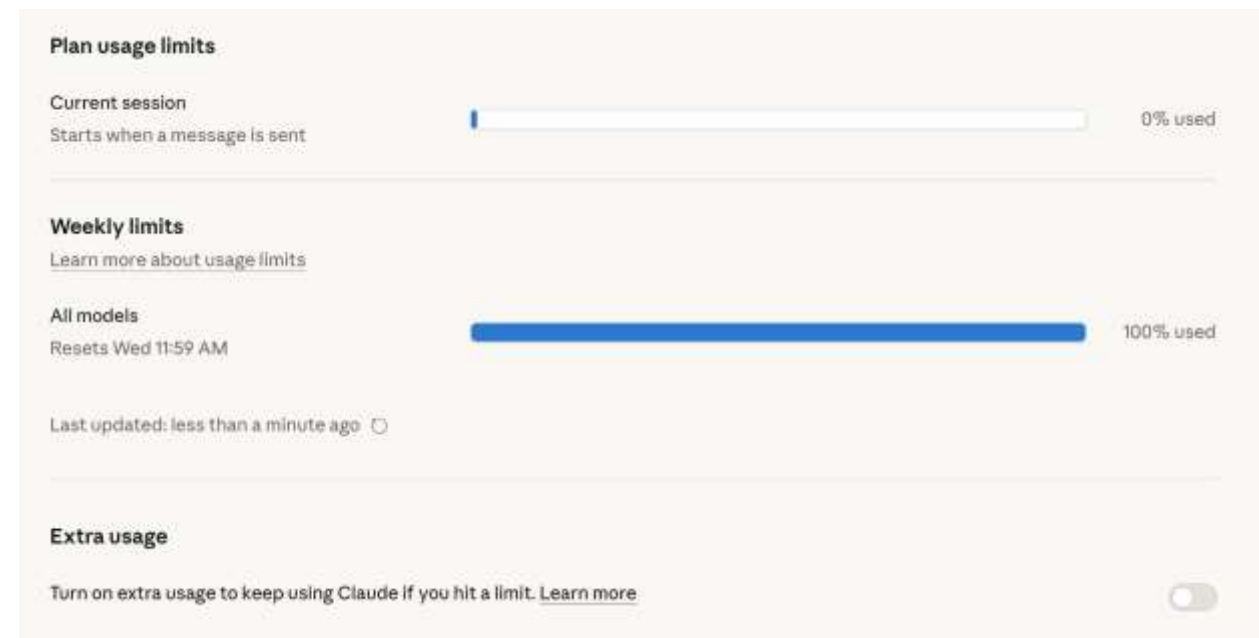 Plan usage limits
Current session
Starts when a message is sent
0% used
Weekly limits
Learn more about usage limits
All models
Resets Wed 11:59 AM
100% used
Last updated: less than a minute ago
Extra usage
Turn on extra usage to keep using Claude if you hit a limit. Learn more